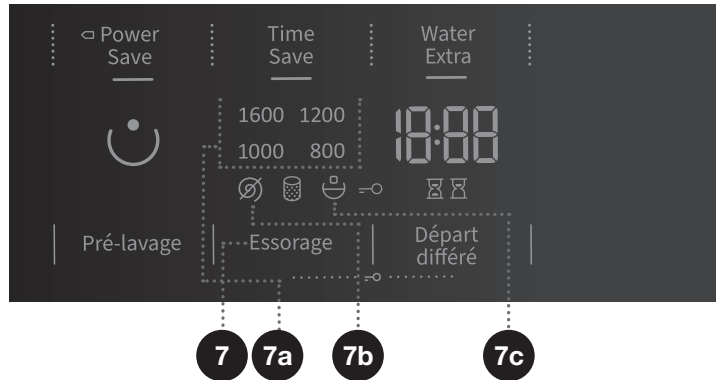 Power Save
Time Save
Water Extra
1600 1200
1000 800
18:88
Pré-lavage
Essorage
Départ différé
7 7a 7b 7c